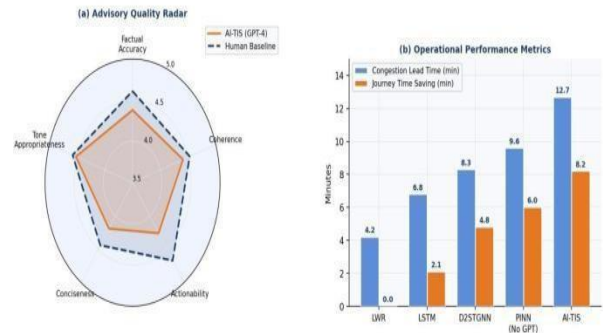 (a) Advisory Quality Radar
AI-TIS (GPT-4)
Human Baseline
Factual
Accuracy
5.0
4.5
4.0
3.5
Tone
Appropriateness
Coherence
Conciseness
Actionability
(b) Operational Performance Metrics
Congestion Lead Time (min)
Journey Time Saving (min)
Minutes
14
12
10
8
6
4
2
0
4.2
0.0
6.8
2.1
8.3
4.8
9.6
6.0
12.7
8.2
LWR
LSTM
D2STGNN
PINN
(No GPT)
AI-TIS